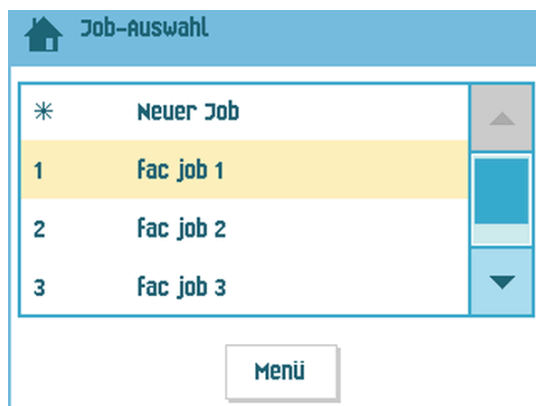 Job-Auswahl
* Neuer Job
1 fac job 1
2 fac job 2
3 fac job 3
Menü